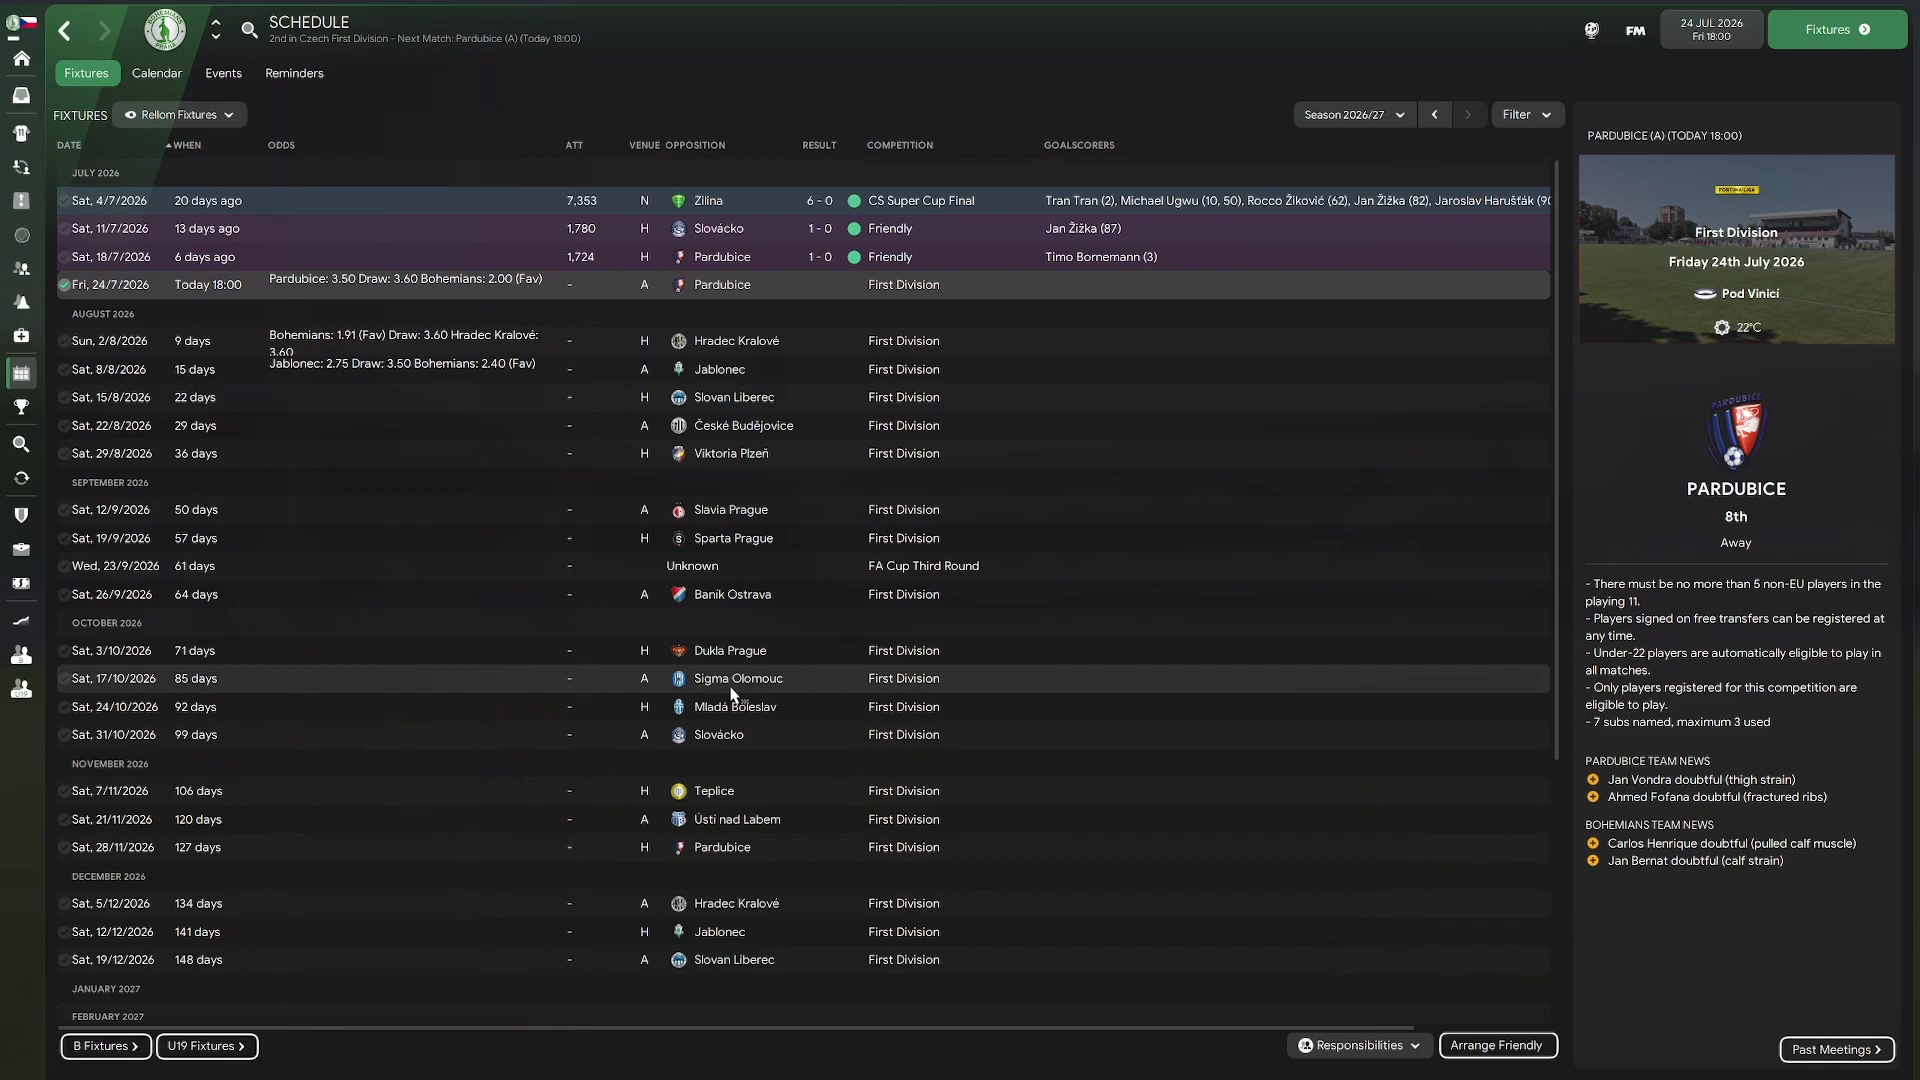 SCHEDULE
2nd in Czech First Division - Next Match: Pardubice (A) (Today 18:00)
FM
24 JUL 2026
Fri 18:00
Fixtures
Fixtures Calendar Events Reminders
FIXTURES Rellom Fixtures
Season 2026/27
Filter
DATE WHEN ODDS ATT VENUE OPPOSITION RESULT COMPETITION GOALSCORERS
JULY 2026
Sat, 4/7/2026 20 days ago 7,353 N Zilina 6 - 0 CS Super Cup Final Tran Tran (2), Michael Ugwu (10, 50), Rocco Žiković (62), Jan Žižka (82), Jaroslav Harušťák (90
Sat, 11/7/2026 13 days ago 1,780 H Slovácko 1 - 0 Friendly Jan Žižka (87)
Sat, 18/7/2026 6 days ago 1,724 H Pardubice 1 - 0 Friendly Timo Bornemann (3)
Fri, 24/7/2026 Today 18:00 Pardubice: 3.50 Draw: 3.60 Bohemians: 2.00 (Fav) - A Pardubice First Division
AUGUST 2026
Sun, 2/8/2026 9 days Bohemians: 1.91 (Fav) Draw: 3.60 Hradec Kralové: 3.60 - H Hradec Kralové First Division
Sat, 8/8/2026 15 days Jablonec: 2.75 Draw: 3.50 Bohemians: 2.40 (Fav) - A Jablonec First Division
Sat, 15/8/2026 22 days - H Slovan Liberec First Division
Sat, 22/8/2026 29 days - A České Budějovice First Division
Sat, 29/8/2026 36 days - H Viktoria Plzeň First Division
SEPTEMBER 2026
Sat, 12/9/2026 50 days - A Slavia Prague First Division
Sat, 19/9/2026 57 days - H Sparta Prague First Division
Wed, 23/9/2026 61 days - Unknown FA Cup Third Round
Sat, 26/9/2026 64 days - A Baník Ostrava First Division
OCTOBER 2026
Sat, 3/10/2026 71 days - H Dukla Prague First Division
Sat, 17/10/2026 85 days - A Sigma Olomouc First Division
Sat, 24/10/2026 92 days - H Mladá Boleslav First Division
Sat, 31/10/2026 99 days - A Slovácko First Division
NOVEMBER 2026
Sat, 7/11/2026 106 days - H Teplice First Division
Sat, 21/11/2026 120 days - A Ústí nad Labem First Division
Sat, 28/11/2026 127 days - H Pardubice First Division
DECEMBER 2026
Sat, 5/12/2026 134 days - A Hradec Kralové First Division
Sat, 12/12/2026 141 days - H Jablonec First Division
Sat, 19/12/2026 148 days - A Slovan Liberec First Division
JANUARY 2027
FEBRUARY 2027
B Fixtures U19 Fixtures
Responsibilities
Arrange Friendly
PARDUBICE (A) (TODAY 18:00)
FORTUNA:LIGA
First Division
Friday 24th July 2026
Pod Vinicí
22°C
PARDUBICE
PARDUBICE
8th
Away
- There must be no more than 5 non-EU players in the
playing 11.
- Players signed on free transfers can be registered at
any time.
- Under-22 players are automatically eligible to play in
all matches.
- Only players registered for this competition are
eligible to play.
- 7 subs named, maximum 3 used
PARDUBICE TEAM NEWS
Jan Vondra doubtful (thigh strain)
Ahmed Fofana doubtful (fractured ribs)
BOHEMIANS TEAM NEWS
Carlos Henrique doubtful (pulled calf muscle)
Jan Bernat doubtful (calf strain)
Past Meetings